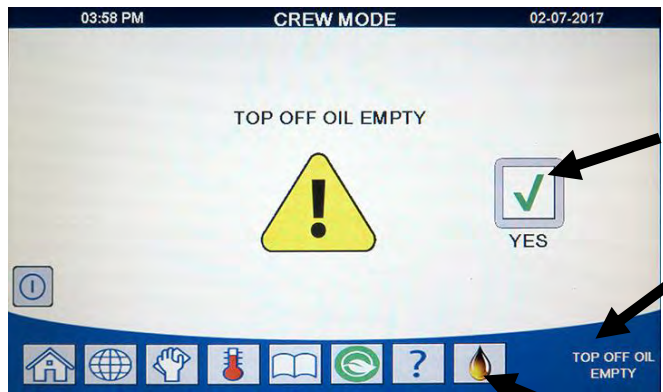 03:58 PM
CREW MODE
02-07-2017
TOP OFF OIL EMPTY
YES
?
TOP OFF OIL
EMPTY